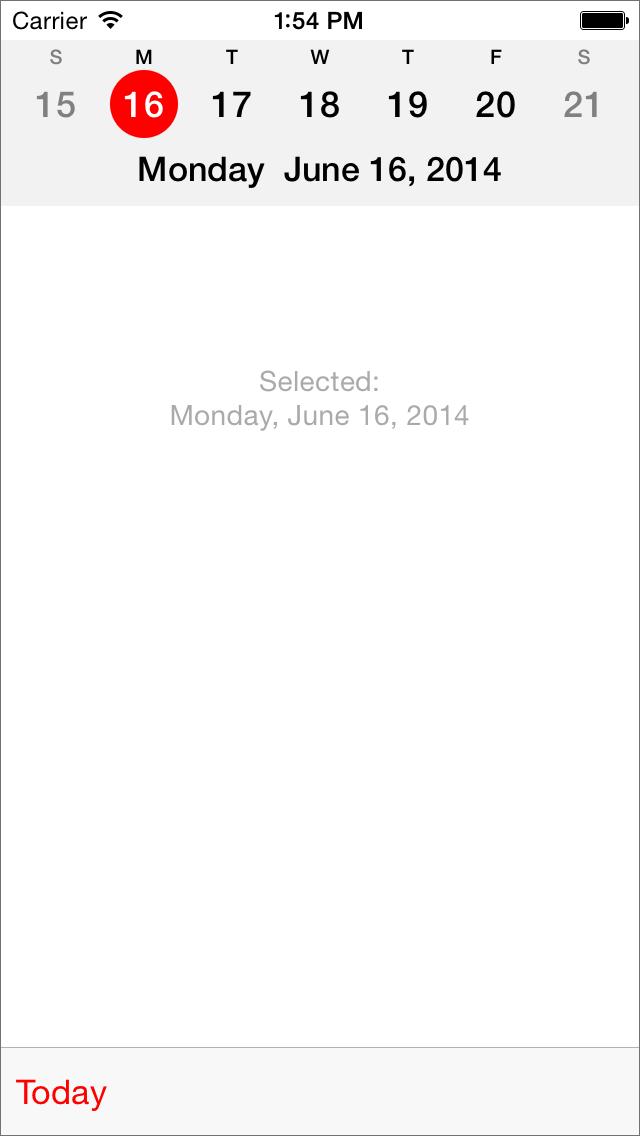 Carrier 1:54 PM
S M T W T F S
15 16 17 18 19 20 21
Monday  June 16, 2014
Selected:
Monday, June 16, 2014
Today